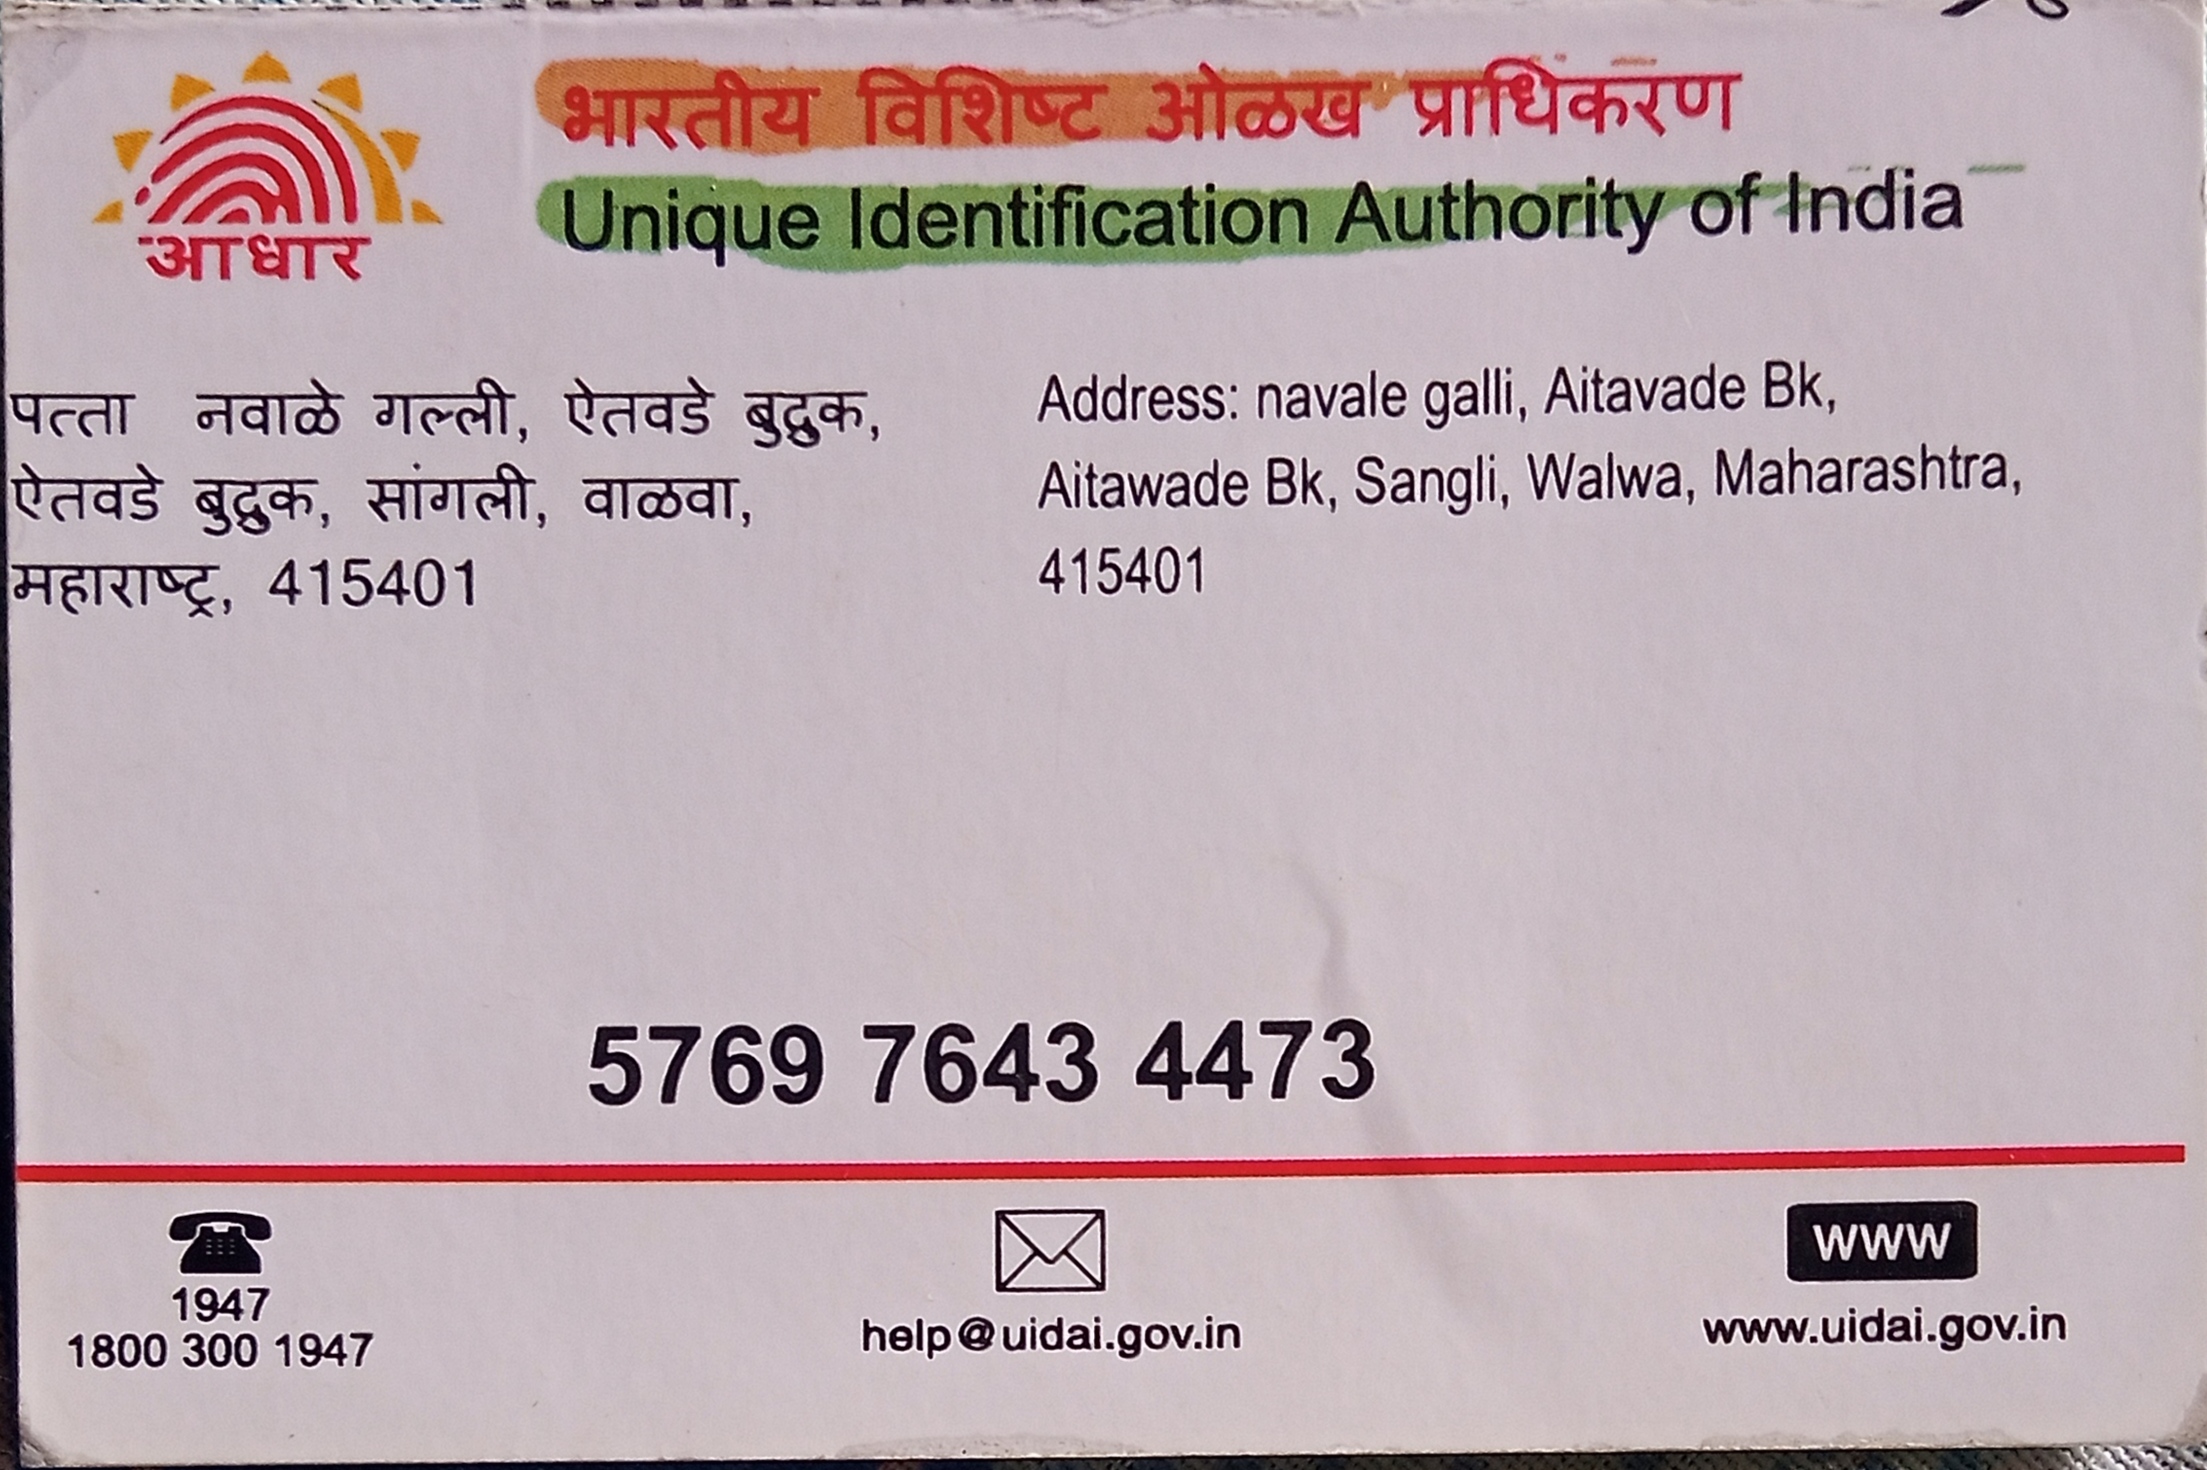 आधार
भारतीय विशिष्ट ओळख प्राधिकरण
Unique Identification Authority of India
पत्ता नवाळे गल्ली, ऐतवडे बुद्रुक,
ऐतवडे बुद्रुक, सांगली, वाळवा,
महाराष्ट्र, 415401
Address: navale galli, Aitavade Bk,
Aitawade Bk, Sangli, Walwa, Maharashtra,
415401
5769 7643 4473
1947
1800 300 1947
help@uidai.gov.in
www
www.uidai.gov.in